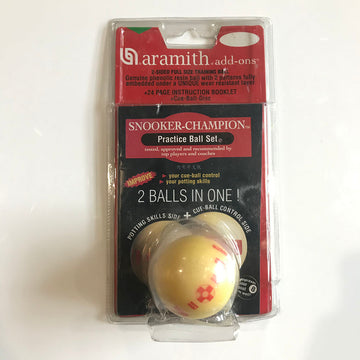 aramith add-ons™
2-SIDED FULL SIZE TRAINING BALL
Genuine phenolic resin ball with 2 patterns fully
embedded under a UNIQUE wear resistant layer
+24 PAGE INSTRUCTION BOOKLET
+Cue-Ball-Disc
SNOOKER-CHAMPION™
Practice Ball Set
tested, approved and recommended by
top players and coaches
IMPROVE
your cue-ball control
your potting skills
2 BALLS IN ONE!
POTTING SKILLS SIDE + CUE-BALL CONTROL SIDE